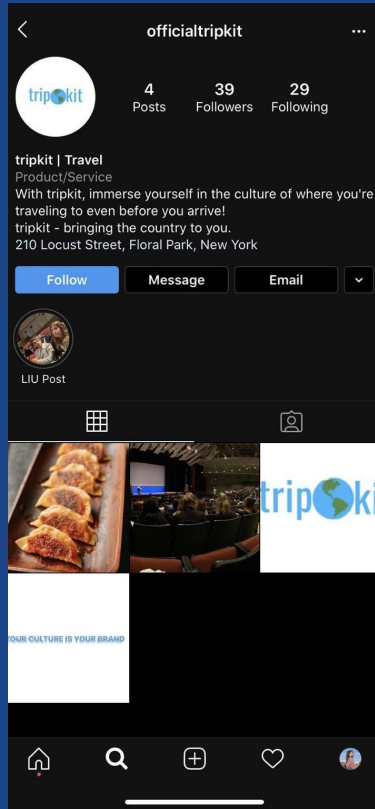 officialtripkit
tripkit
4
39
29
Posts
Followers
Following
tripkit | Travel
Product/Service
With tripkit, immerse yourself in the culture of where you're
traveling to even before you arrive!
tripkit - bringing the country to you.
210 Locust Street, Floral Park, New York
Follow
Message
Email
LIU Post
tripki
YOUR CULTURE IS YOUR BRAND